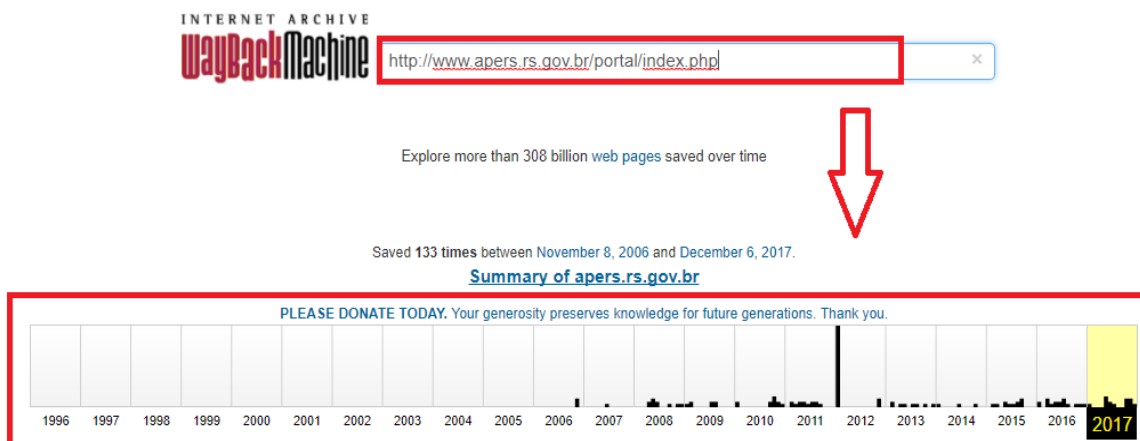 INTERNET ARCHIVE
WayBackMachine
http://www.apers.rs.gov.br/portal/index.php ×
Explore more than 308 billion web pages saved over time
Saved 133 times between November 8, 2006 and December 6, 2017.
Summary of apers.rs.gov.br
PLEASE DONATE TODAY. Your generosity preserves knowledge for future generations. Thank you.
1996 1997 1998 1999 2000 2001 2002 2003 2004 2005 2006 2007 2008 2009 2010 2011 2012 2013 2014 2015 2016 2017